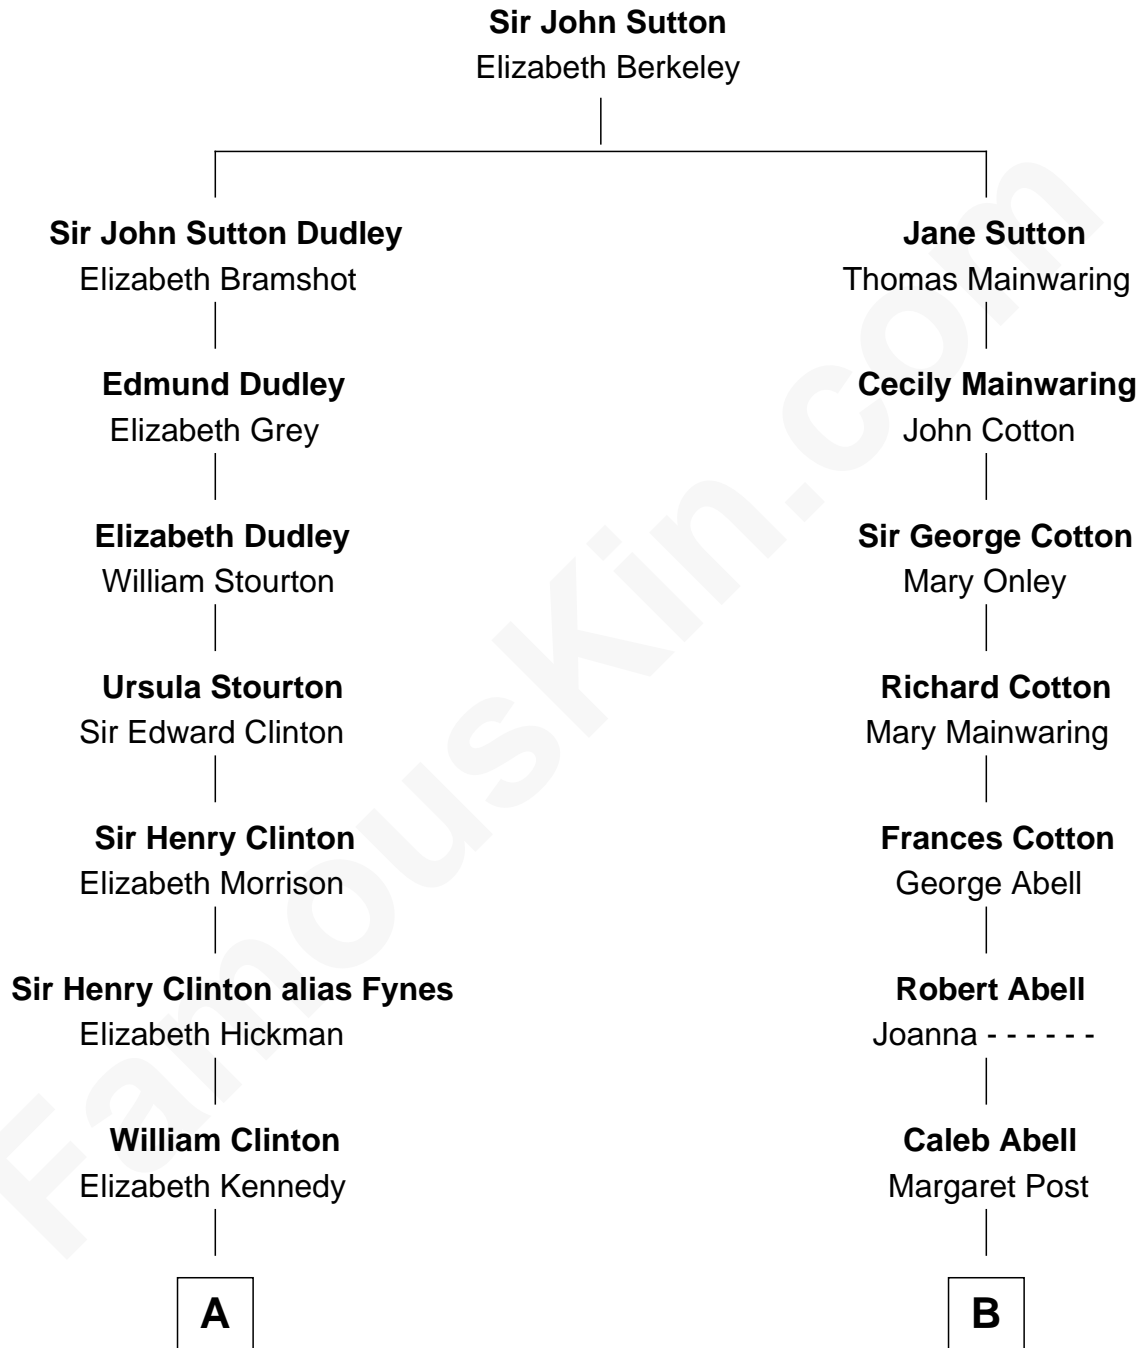 Sir John Sutton
Elizabeth Berkeley
Sir John Sutton Dudley
Elizabeth Bramshot
Jane Sutton
Thomas Mainwaring
Edmund Dudley
Elizabeth Grey
Cecily Mainwaring
John Cotton
Elizabeth Dudley
William Stourton
Sir George Cotton
Mary Onley
Ursula Stourton
Sir Edward Clinton
Richard Cotton
Mary Mainwaring
Sir Henry Clinton
Elizabeth Morrison
Frances Cotton
George Abell
Sir Henry Clinton alias Fynes
Elizabeth Hickman
Robert Abell
Joanna - - - - - -
William Clinton
Elizabeth Kennedy
Caleb Abell
Margaret Post
A
B
FamousKin.com